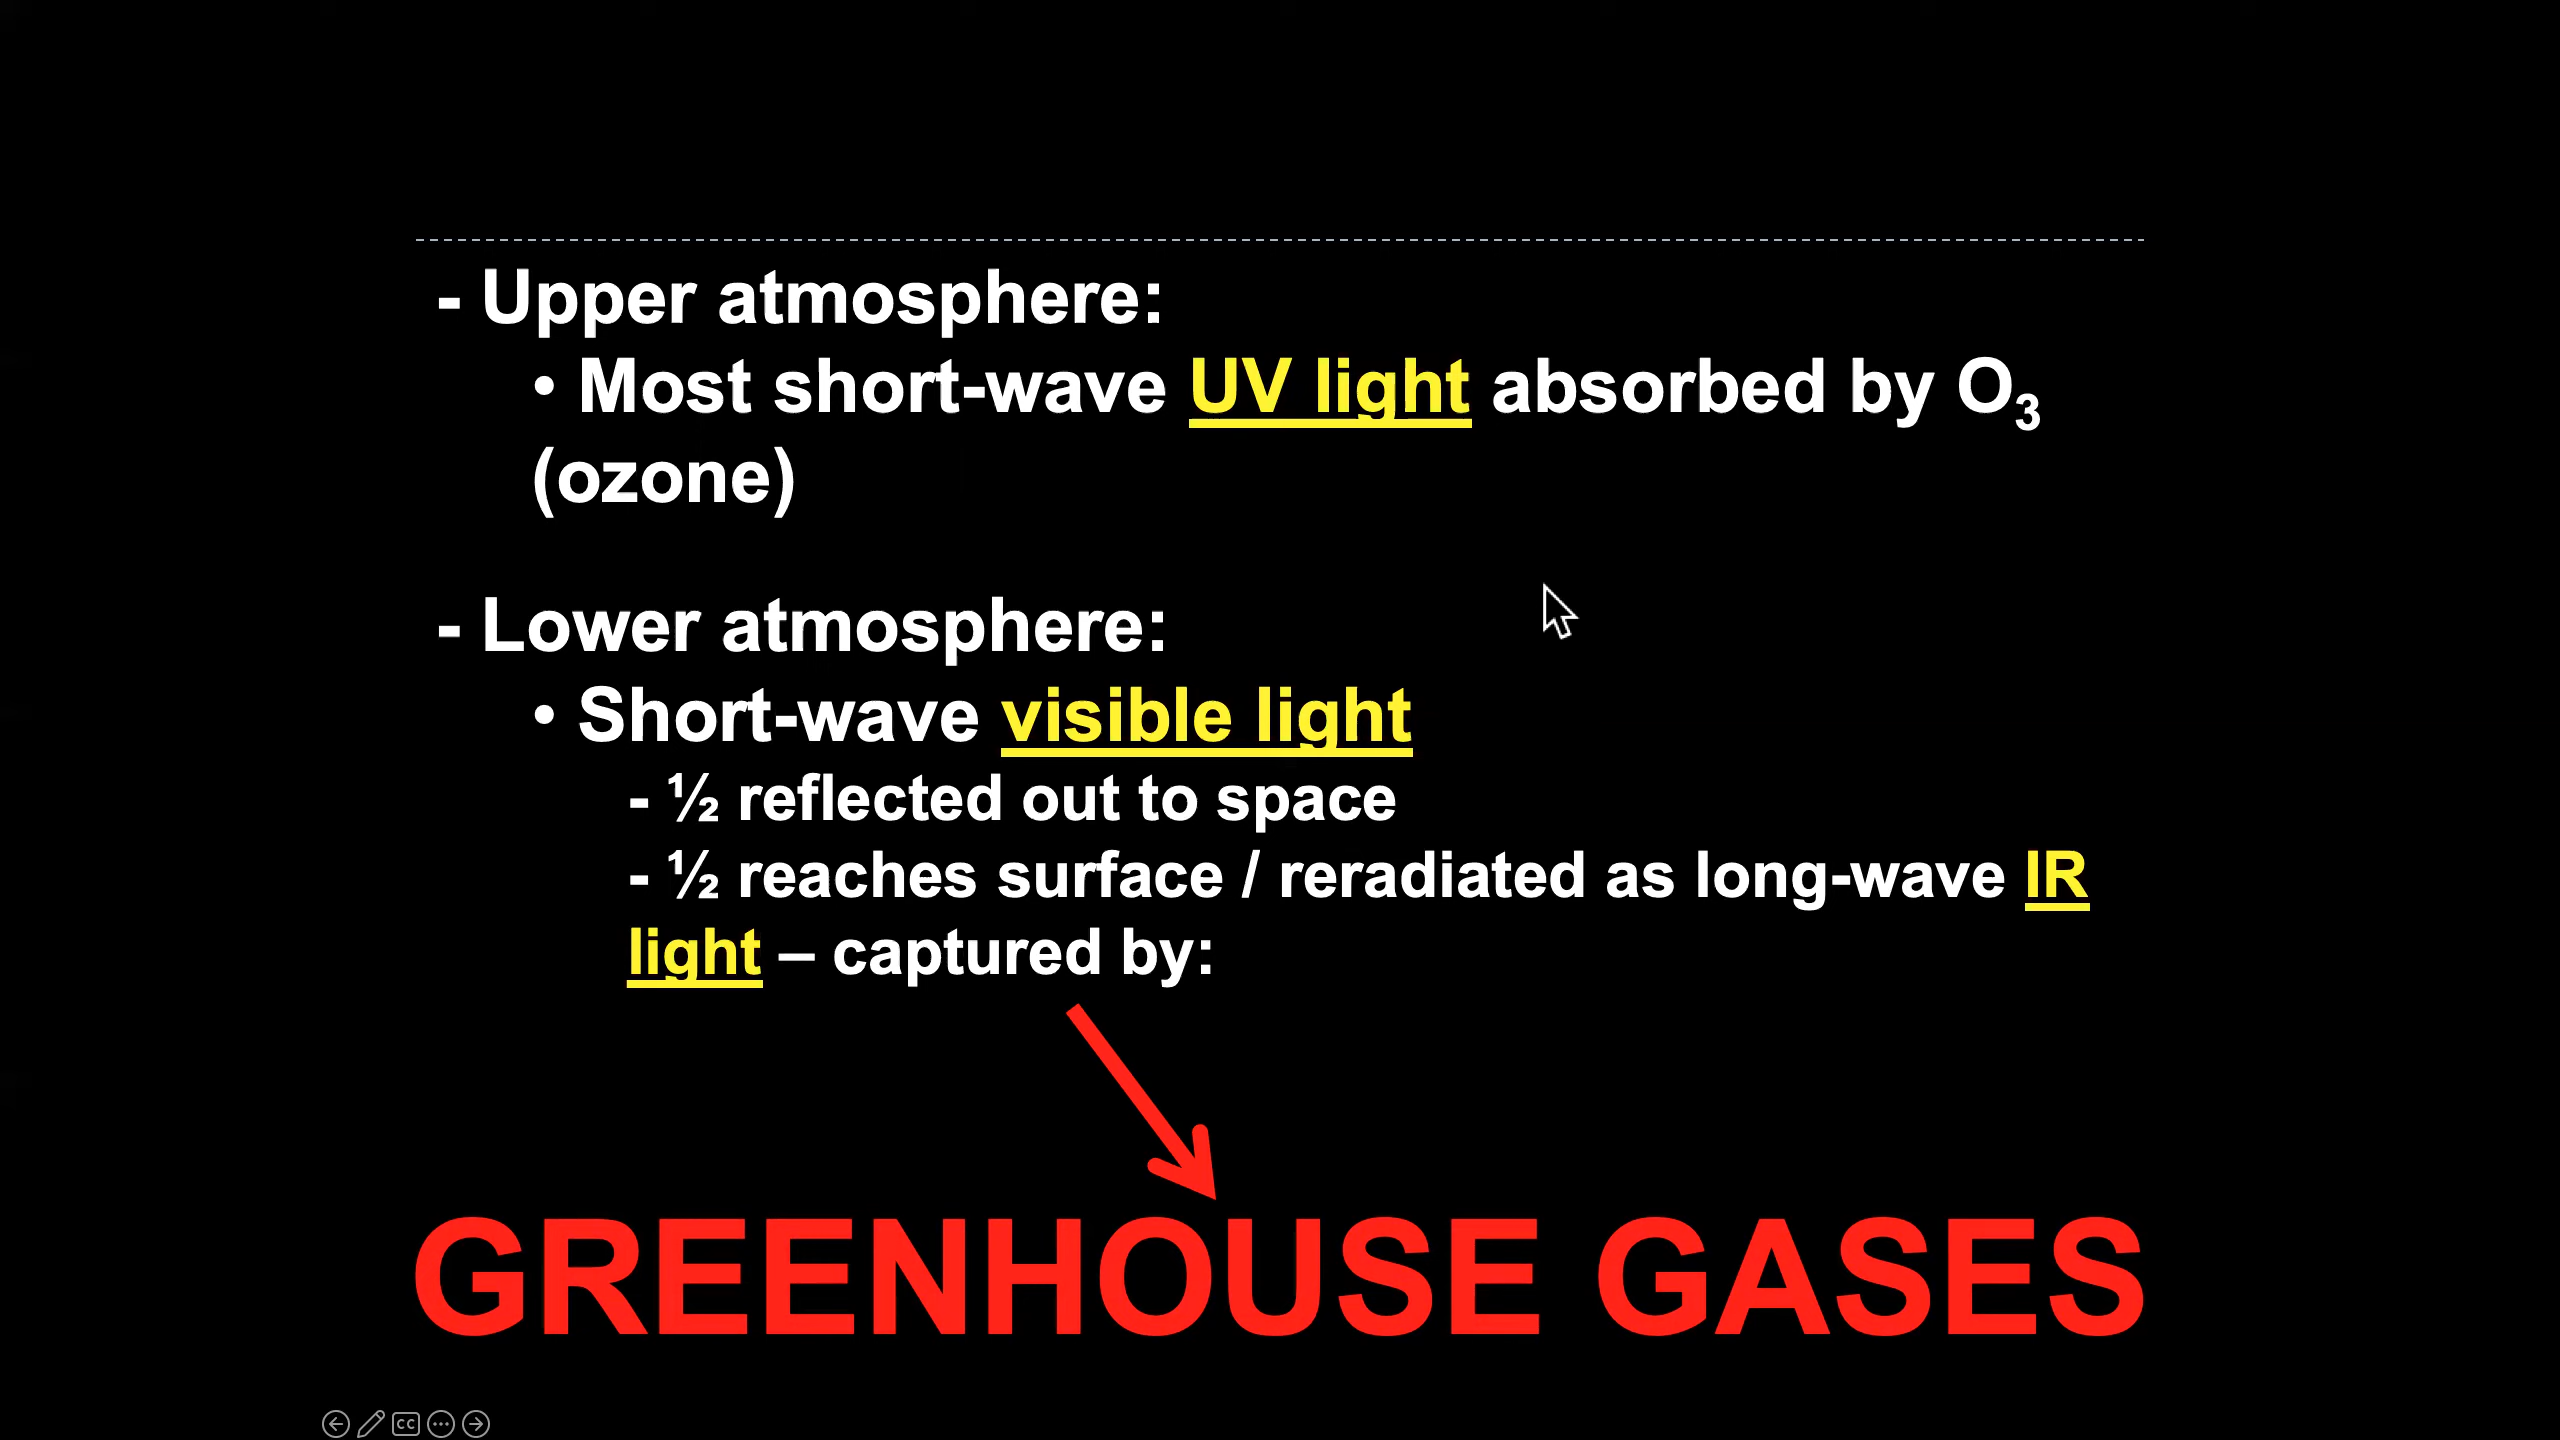 - Upper atmosphere:
• Most short-wave UV light absorbed by O₃
(ozone)
- Lower atmosphere:
• Short-wave visible light
- ½ reflected out to space
- ½ reaches surface / reradiated as long-wave IR
light – captured by:
GREENHOUSE GASES
CC